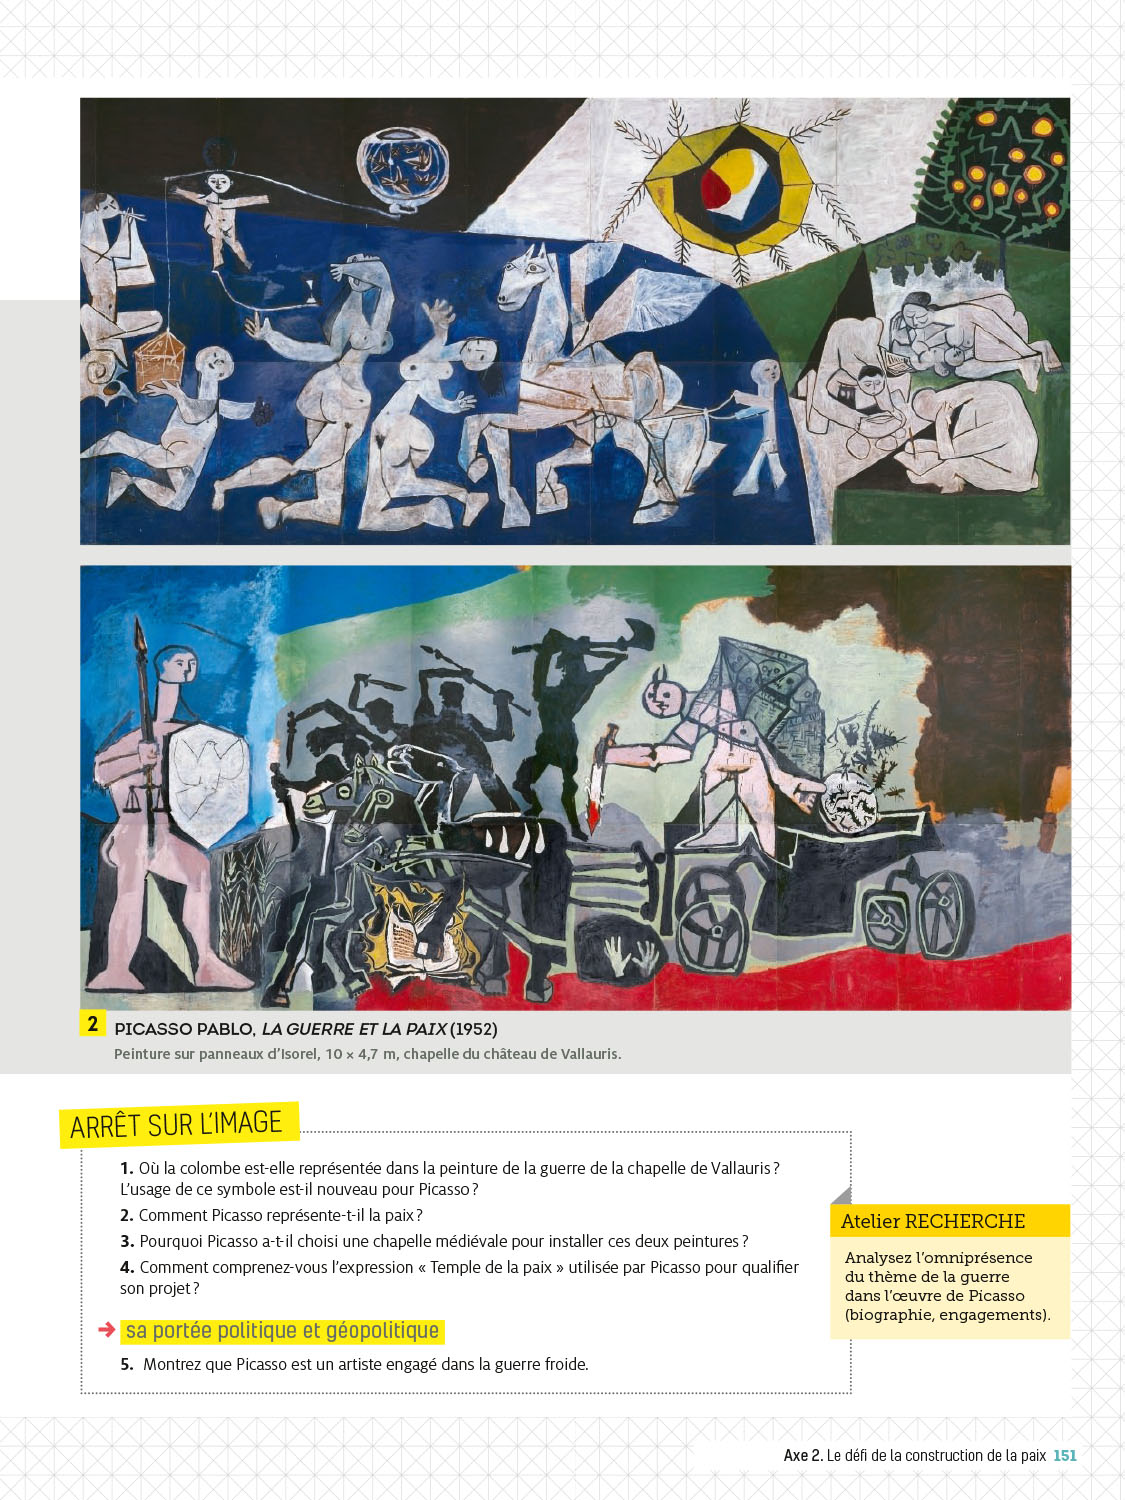 2 PICASSO PABLO, LA GUERRE ET LA PAIX (1952)
Peinture sur panneaux d’Isorel, 10 × 4,7 m, chapelle du château de Vallauris.
ARRÊT SUR L’IMAGE
1. Où la colombe est-elle représentée dans la peinture de la guerre de la chapelle de Vallauris ?
L’usage de ce symbole est-il nouveau pour Picasso ?
2. Comment Picasso représente-t-il la paix ?
3. Pourquoi Picasso a-t-il choisi une chapelle médiévale pour installer ces deux peintures ?
4. Comment comprenez-vous l’expression « Temple de la paix » utilisée par Picasso pour qualifier
son projet ?
sa portée politique et géopolitique
5. Montrez que Picasso est un artiste engagé dans la guerre froide.
Atelier RECHERCHE
Analysez l’omniprésence
du thème de la guerre
dans l’œuvre de Picasso
(biographie, engagements).
Axe 2. Le défi de la construction de la paix 151